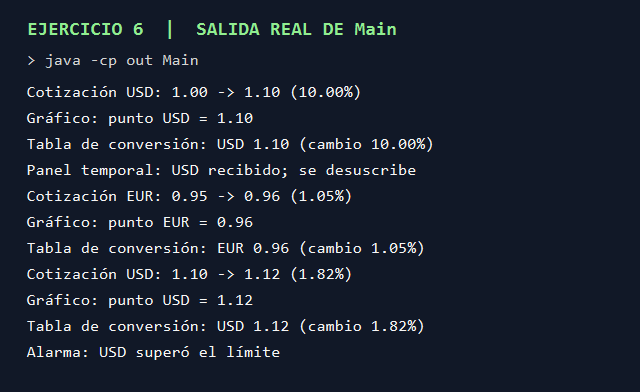 EJERCICIO 6 | SALIDA REAL DE Main
> java -cp out Main
Cotización USD: 1.00 -> 1.10 (10.00%)
Gráfico: punto USD = 1.10
Tabla de conversión: USD 1.10 (cambio 10.00%)
Panel temporal: USD recibido; se desuscribe
Cotización EUR: 0.95 -> 0.96 (1.05%)
Gráfico: punto EUR = 0.96
Tabla de conversión: EUR 0.96 (cambio 1.05%)
Cotización USD: 1.10 -> 1.12 (1.82%)
Gráfico: punto USD = 1.12
Tabla de conversión: USD 1.12 (cambio 1.82%)
Alarma: USD superó el límite